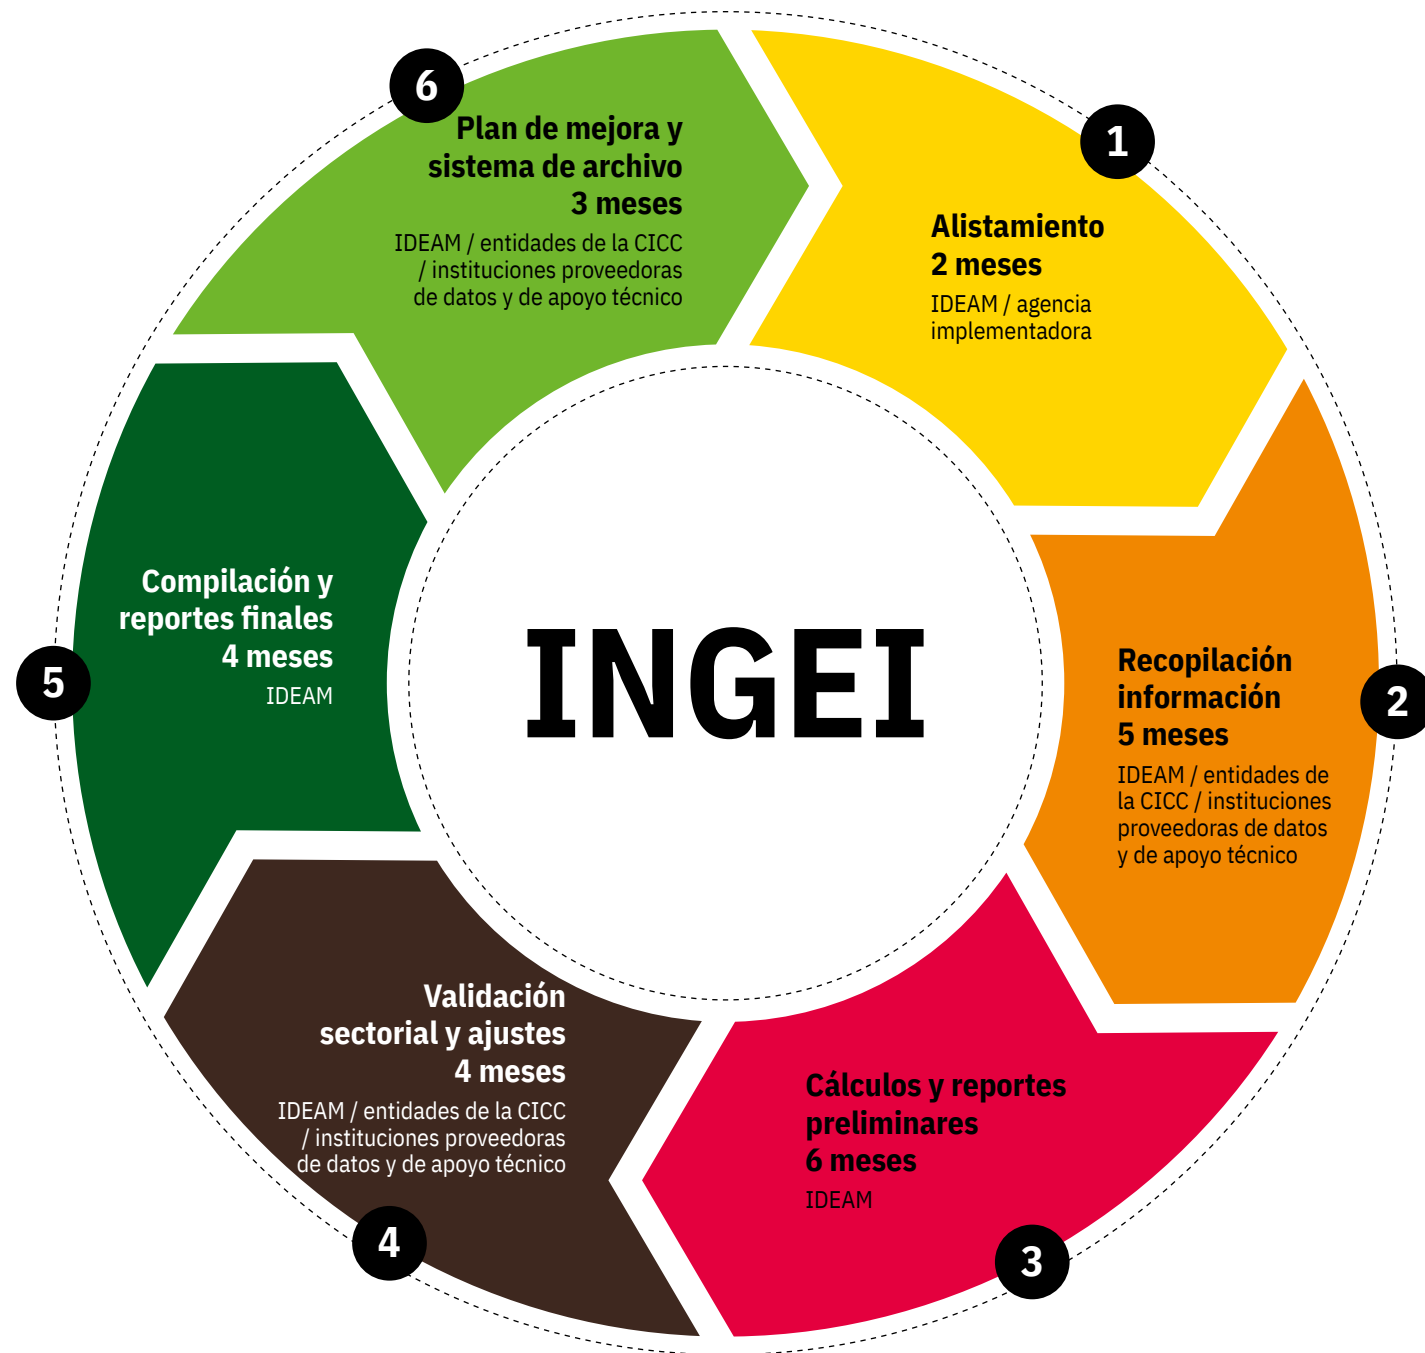 INGEI
1
Alistamiento
2 meses
IDEAM / agencia
implementadora
2
Recopilación
información
5 meses
IDEAM / entidades de
la CICC / instituciones
proveedoras de datos
y de apoyo técnico
3
Cálculos y reportes
preliminares
6 meses
IDEAM
4
Validación
sectorial y ajustes
4 meses
IDEAM / entidades de la CICC
/ instituciones proveedoras
de datos y de apoyo técnico
5
Compilación y
reportes finales
4 meses
IDEAM
6
Plan de mejora y
sistema de archivo
3 meses
IDEAM / entidades de la CICC
/ instituciones proveedoras
de datos y de apoyo técnico